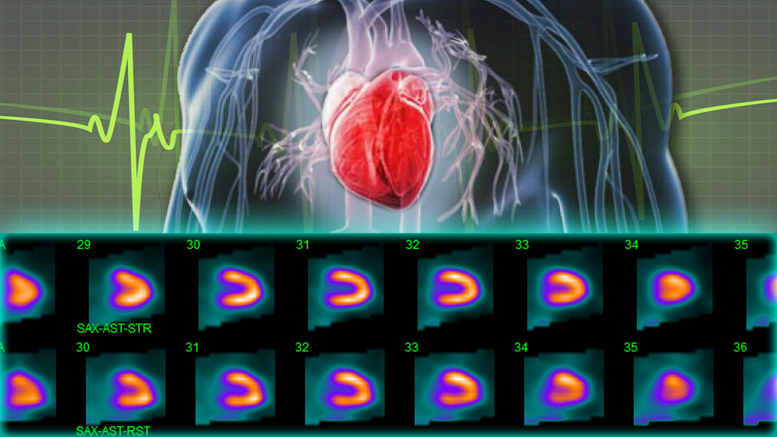 A 29 30 31 32 33 34 35
SAX-AST-STR
A 30 31 32 33 34 35 36
SAX-AST-RST